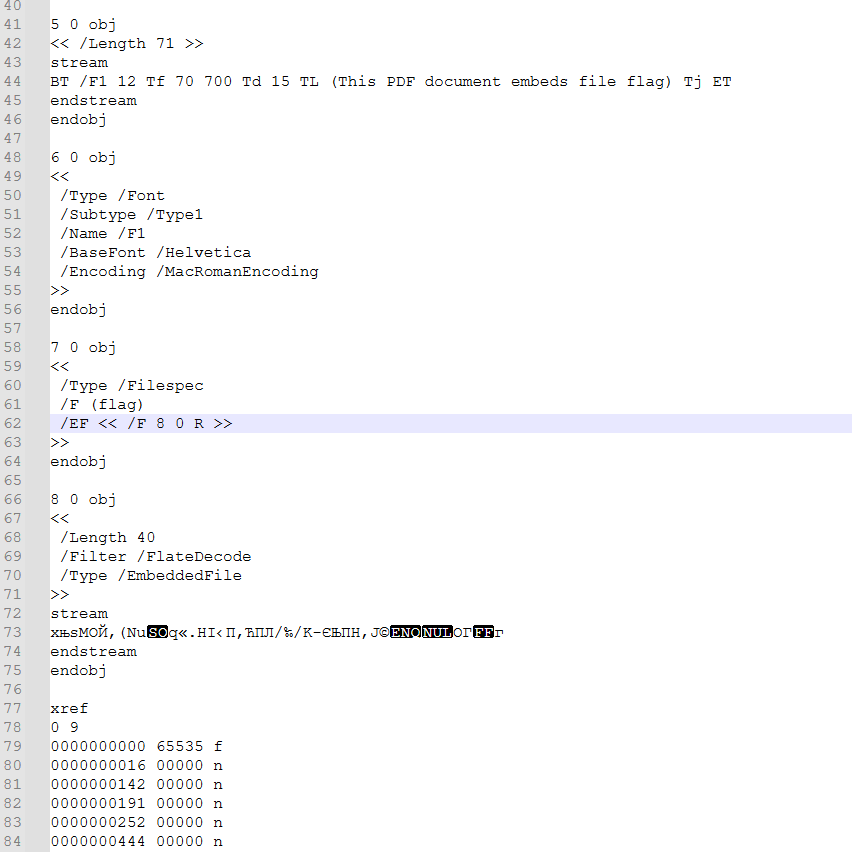 40
41 5 0 obj
42 << /Length 71 >>
43 stream
44 BT /F1 12 Tf 70 700 Td 15 TL (This PDF document embeds file flag) Tj ET
45 endstream
46 endobj
47
48 6 0 obj
49 <<
50 /Type /Font
51 /Subtype /Type1
52 /Name /F1
53 /BaseFont /Helvetica
54 /Encoding /MacRomanEncoding
55 >>
56 endobj
57
58 7 0 obj
59 <<
60 /Type /Filespec
61 /F (flag)
62 /EF << /F 8 0 R >>
63 >>
64 endobj
65
66 8 0 obj
67 <<
68 /Length 40
69 /Filter /FlateDecode
70 /Type /EmbeddedFile
71 >>
72 stream
73 xњsMОЙ,(NuSOq«.HI‹П,ЋПЛ/‰/K–ЄЊПН,J©ENQNULОГFFr
74 endstream
75 endobj
76
77 xref
78 0 9
79 0000000000 65535 f
80 0000000016 00000 n
81 0000000142 00000 n
82 0000000191 00000 n
83 0000000252 00000 n
84 0000000444 00000 n